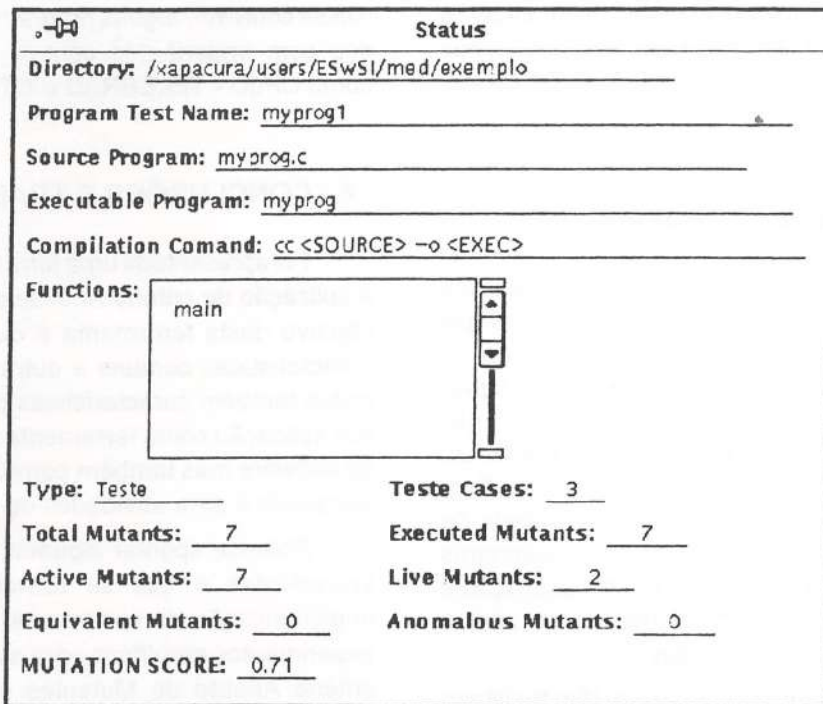 Status
Directory: /xapacura/users/ESwSI/med/exemplo
Program Test Name: myprog1
Source Program: myprog.c
Executable Program: myprog
Compilation Comand: cc <SOURCE> -o <EXEC>
Functions:
main
Type: Teste Teste Cases: 3
Total Mutants: 7 Executed Mutants: 7
Active Mutants: 7 Live Mutants: 2
Equivalent Mutants: 0 Anomalous Mutants: 0
MUTATION SCORE: 0.71